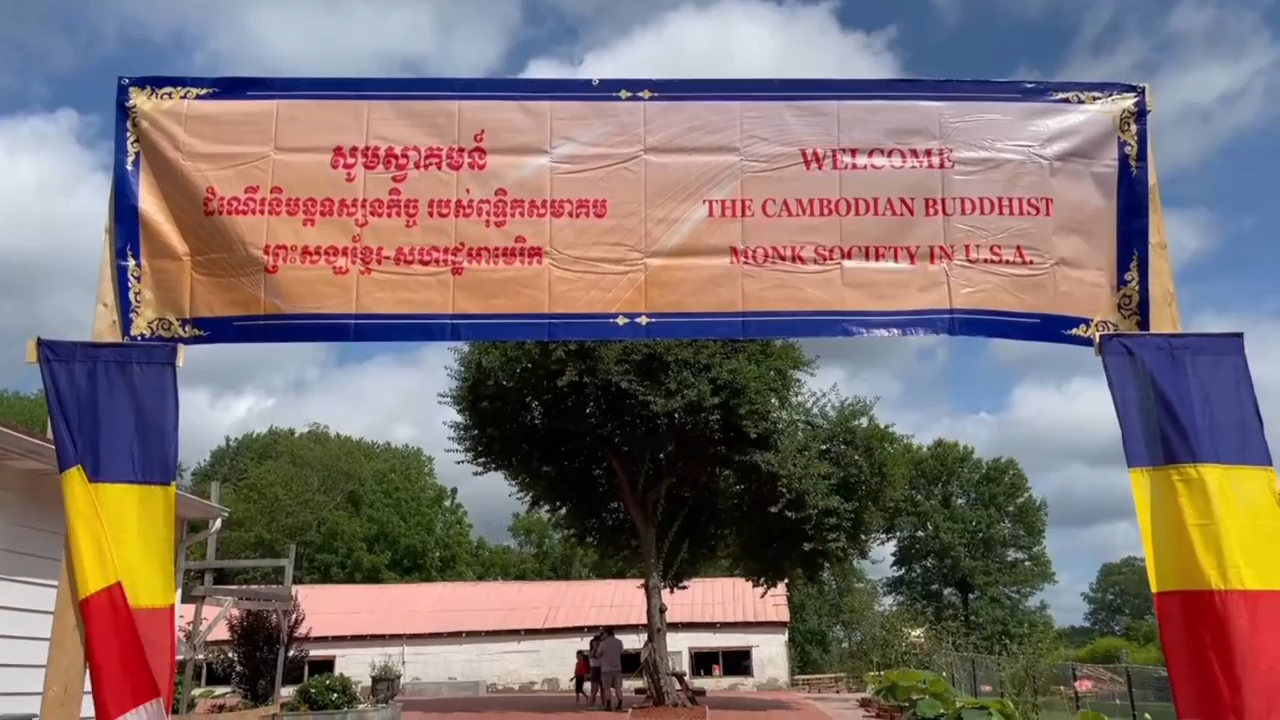 សូមស្វាគមន៍
ដំណើរនិមន្តទស្សនកិច្ច របស់ពុទ្ធិកសមាគម
ព្រះសង្ឃខ្មែរ-សហរដ្ឋអាមេរិក
WELCOME
THE CAMBODIAN BUDDHIST
MONK SOCIETY IN U.S.A.